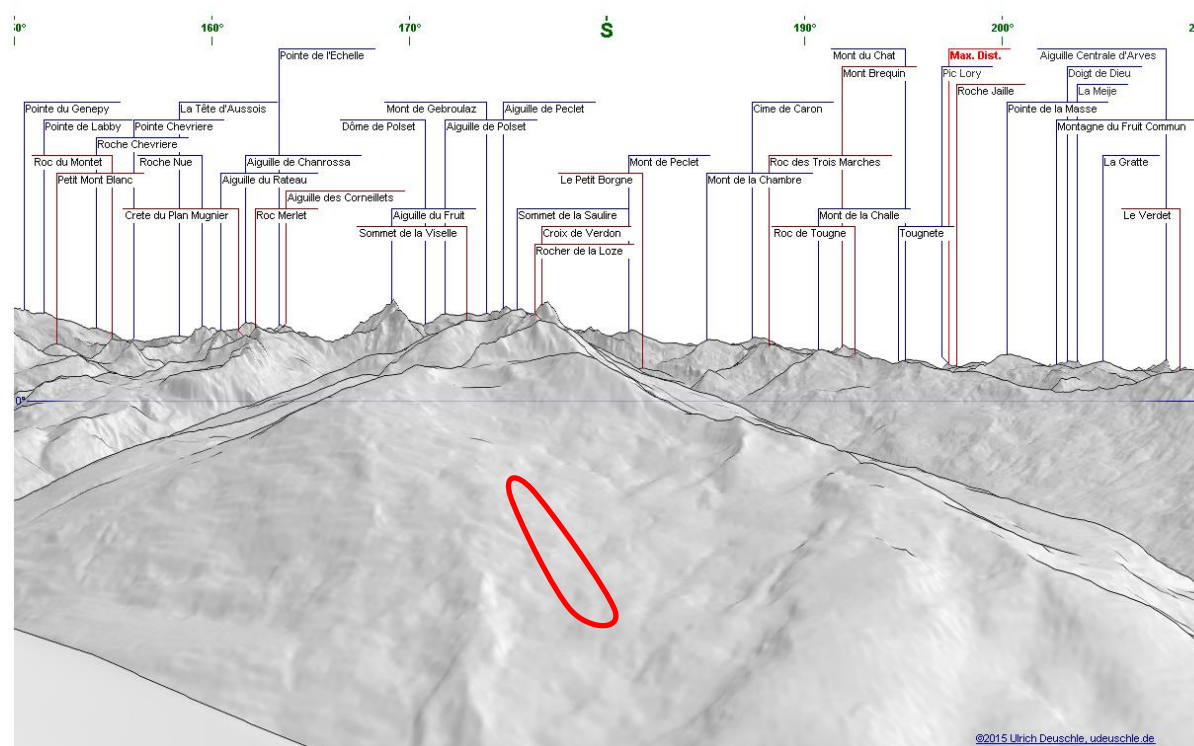 50° 160° 170° S 190° 200° 2
Pointe de l'Echelle Mont du Chat Max. Dist. Aiguille Centrale d'Arves
Mont Brequin Pic Lory Doigt de Dieu
Roche Jaille La Meije
Pointe du Genepy La Tête d'Aussois Mont de Gebroulaz Aiguille de Peclet Cime de Caron Pointe de la Masse
Pointe de Labby Pointe Chevriere Dôme de Polset Aiguille de Polset Montagne du Fruit Commun
Roche Chevriere
Roc du Montet Roche Nue Aiguille de Chanrossa Mont de Peclet Roc des Trois Marches La Gratte
Petit Mont Blanc Aiguille du Rateau Le Petit Borgne Mont de la Chambre
Aiguille des Corneillets
Crete du Plan Mugnier Roc Merlet Aiguille du Fruit Sommet de la Saulire Mont de la Challe Le Verdet
Sommet de la Viselle Croix de Verdon Roc de Tougne Tougnete
Rocher de la Loze
0°
©2015 Ulrich Deuschle, udeuschle.de